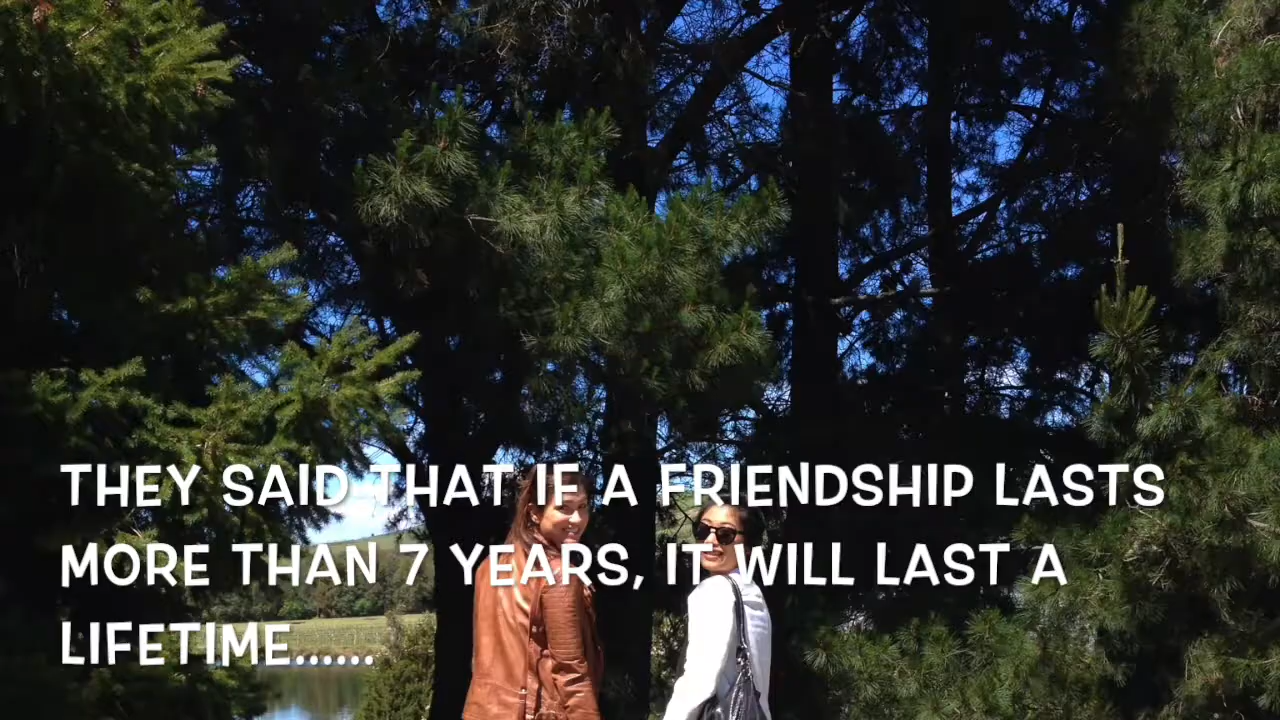 THEY SAID THAT IF A FRIENDSHIP LASTS
MORE THAN 7 YEARS, IT WILL LAST A
LIFETIME......